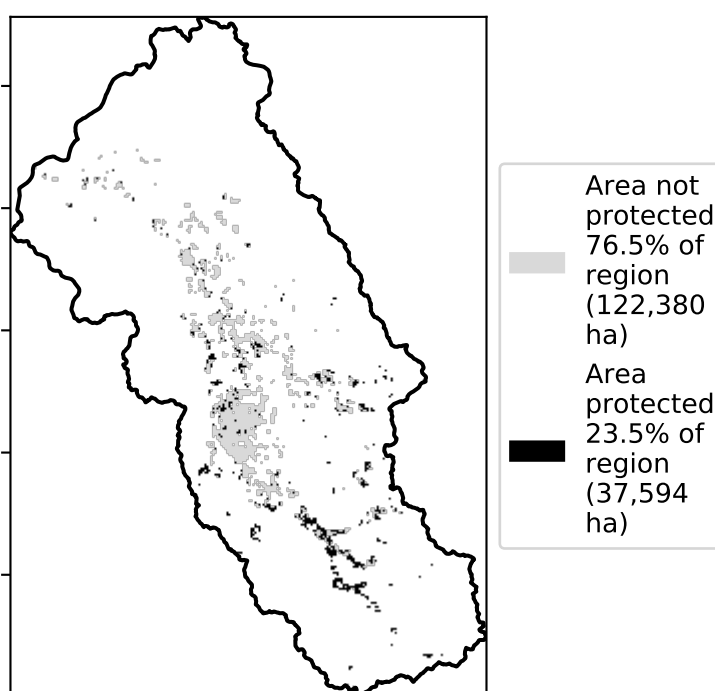 Area not
protected
76.5% of
region
(122,380
ha)
Area
protected
23.5% of
region
(37,594
ha)